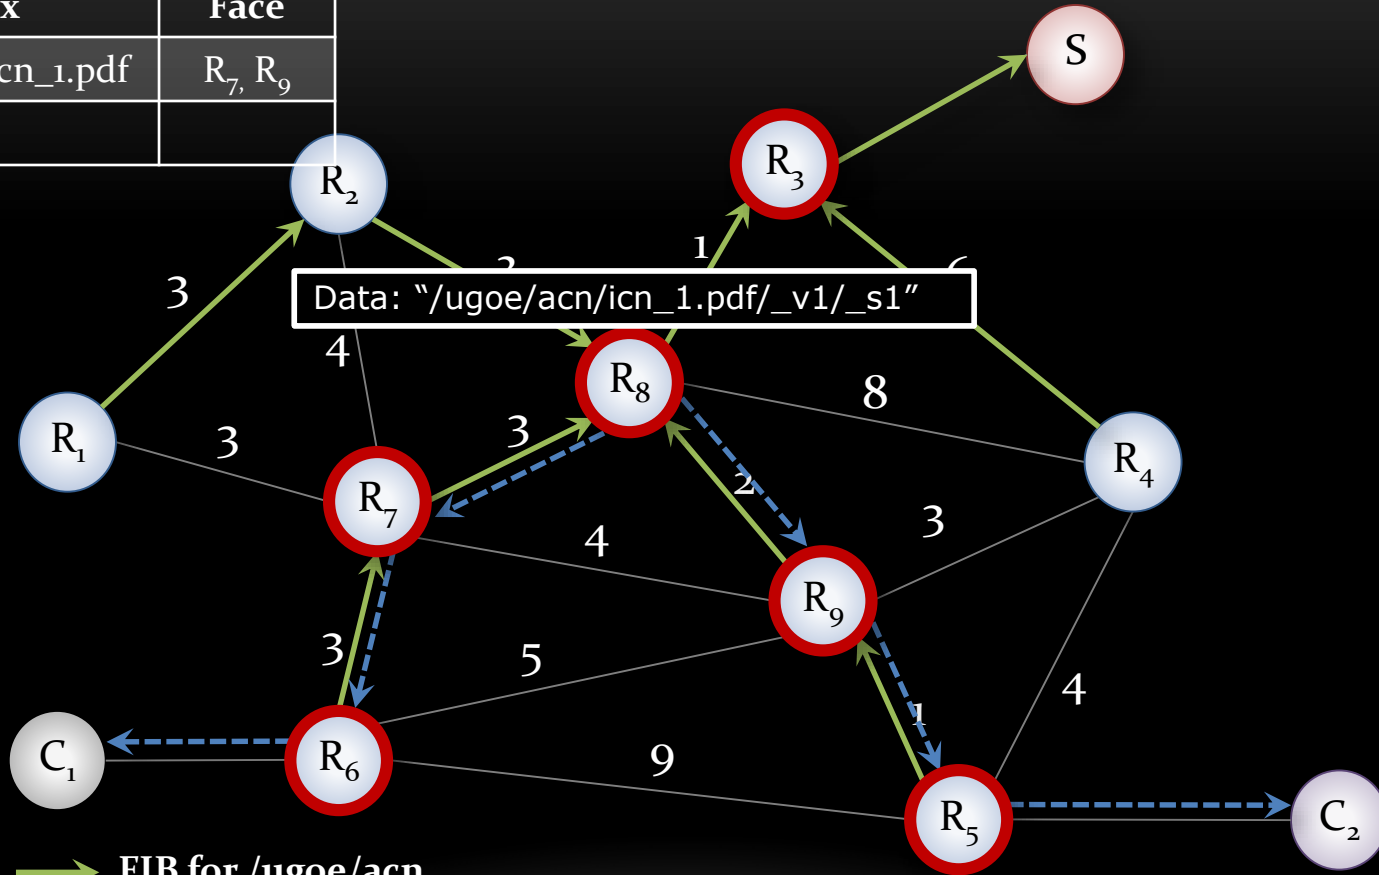 x Face
cn_1.pdf R7, R9
S
R3
R2
1
3
Data: “/ugoe/acn/icn_1.pdf/_v1/_s1”
4
R8
8
R1
3
3
R4
R7
2
3
4
R9
3
5
4
1
C1
R6
9
R5
C2
FIB for /ugoe/acn